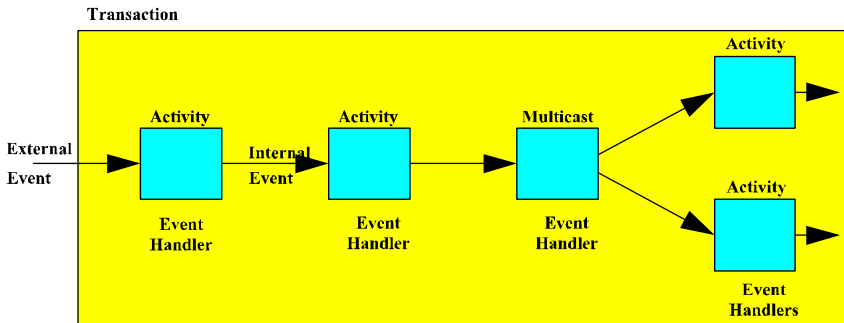 Transaction
Activity
Activity
Activity
Multicast
External
Event
Internal
Event
Activity
Event
Handler
Event
Handler
Event
Handler
Event
Handlers